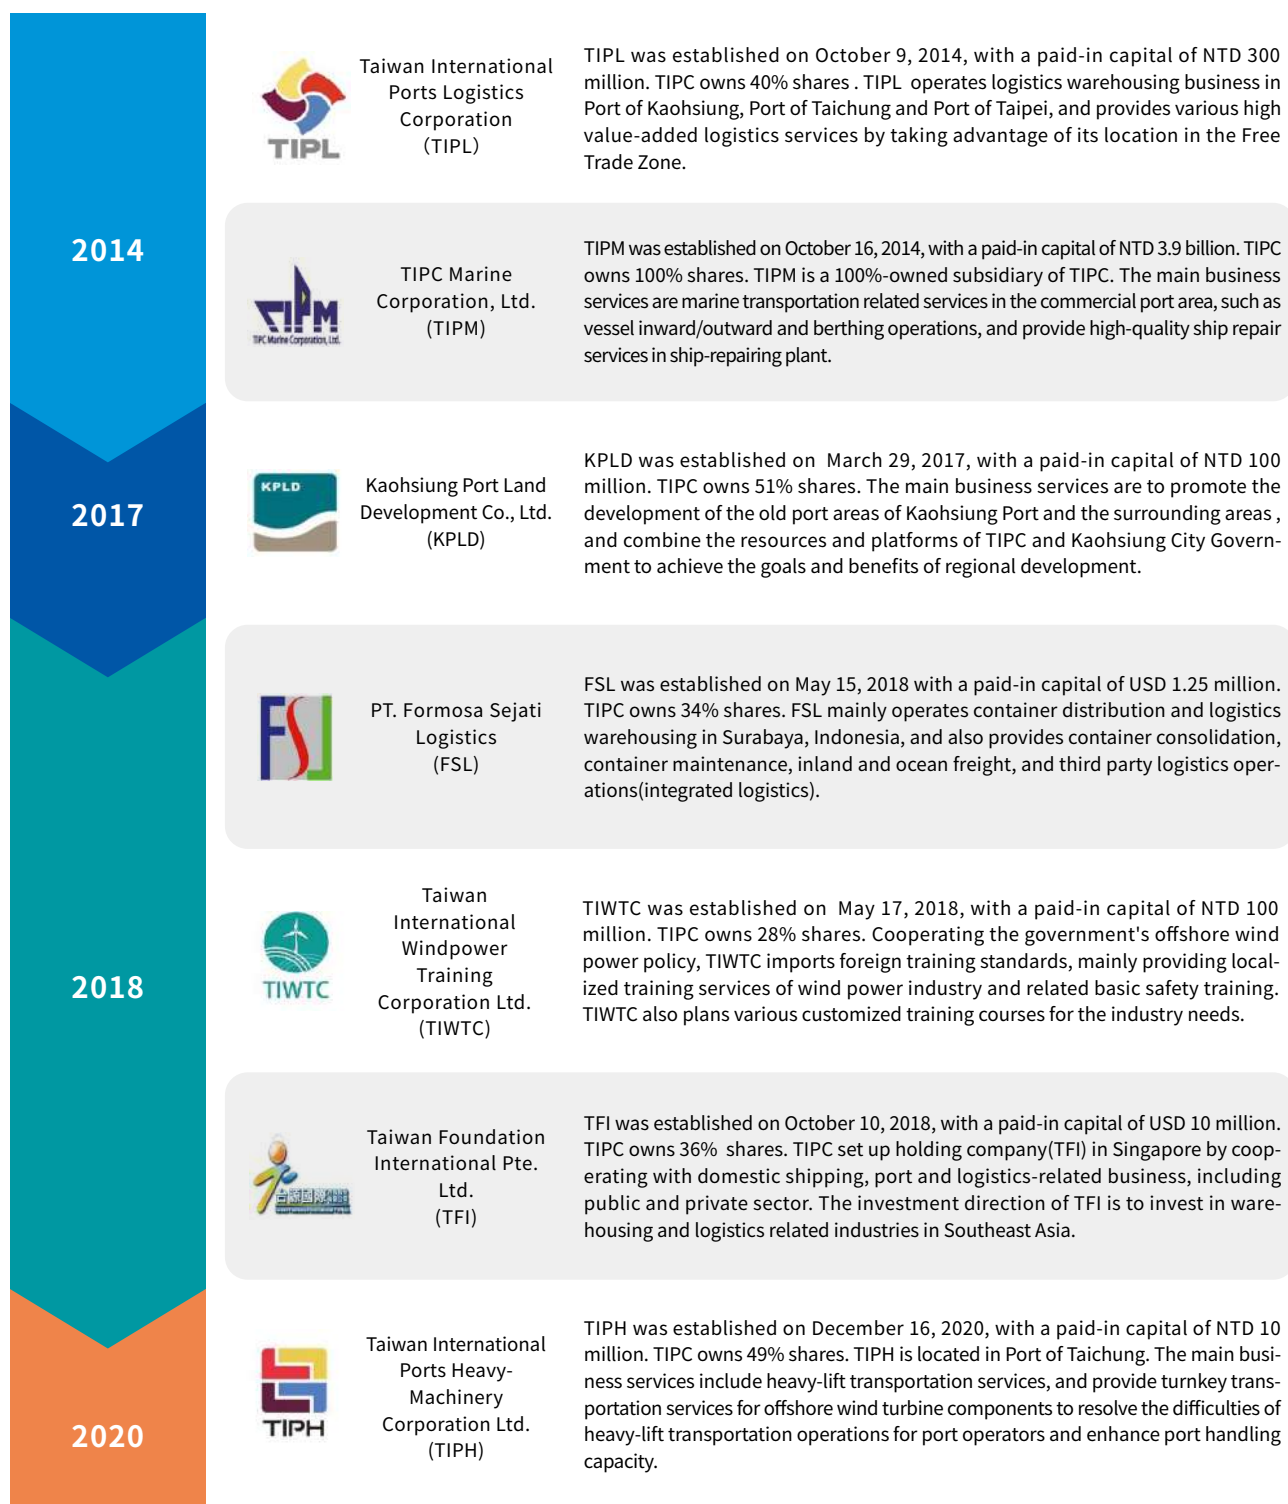 2014
TIPL
Taiwan International
Ports Logistics
Corporation
(TIPL)
TIPL was established on October 9, 2014, with a paid-in capital of NTD 300
million. TIPC owns 40% shares . TIPL operates logistics warehousing business in
Port of Kaohsiung, Port of Taichung and Port of Taipei, and provides various high
value-added logistics services by taking advantage of its location in the Free
Trade Zone.
TIPM
TIPC Marine Corporation, Ltd.
TIPC Marine
Corporation, Ltd.
(TIPM)
TIPM was established on October 16, 2014, with a paid-in capital of NTD 3.9 billion. TIPC
owns 100% shares. TIPM is a 100%-owned subsidiary of TIPC. The main business
services are marine transportation related services in the commercial port area, such as
vessel inward/outward and berthing operations, and provide high-quality ship repair
services in ship-repairing plant.
2017
KPLD
Kaohsiung Port Land
Development Co., Ltd.
(KPLD)
KPLD was established on March 29, 2017, with a paid-in capital of NTD 100
million. TIPC owns 51% shares. The main business services are to promote the
development of the old port areas of Kaohsiung Port and the surrounding areas ,
and combine the resources and platforms of TIPC and Kaohsiung City Govern-
ment to achieve the goals and benefits of regional development.
2018
FSL
PT. Formosa Sejati
Logistics
(FSL)
FSL was established on May 15, 2018 with a paid-in capital of USD 1.25 million.
TIPC owns 34% shares. FSL mainly operates container distribution and logistics
warehousing in Surabaya, Indonesia, and also provides container consolidation,
container maintenance, inland and ocean freight, and third party logistics oper-
ations(integrated logistics).
TIWTC
Taiwan
International
Windpower
Training
Corporation Ltd.
(TIWTC)
TIWTC was established on May 17, 2018, with a paid-in capital of NTD 100
million. TIPC owns 28% shares. Cooperating the government's offshore wind
power policy, TIWTC imports foreign training standards, mainly providing local-
ized training services of wind power industry and related basic safety training.
TIWTC also plans various customized training courses for the industry needs.
台源國際
Taiwan Foundation
International Pte.
Ltd.
(TFI)
TFI was established on October 10, 2018, with a paid-in capital of USD 10 million.
TIPC owns 36% shares. TIPC set up holding company(TFI) in Singapore by coop-
erating with domestic shipping, port and logistics-related business, including
public and private sector. The investment direction of TFI is to invest in ware-
housing and logistics related industries in Southeast Asia.
2020
TIPH
Taiwan International
Ports Heavy-
Machinery
Corporation Ltd.
(TIPH)
TIPH was established on December 16, 2020, with a paid-in capital of NTD 10
million. TIPC owns 49% shares. TIPH is located in Port of Taichung. The main busi-
ness services include heavy-lift transportation services, and provide turnkey trans-
portation services for offshore wind turbine components to resolve the difficulties of
heavy-lift transportation operations for port operators and enhance port handling
capacity.